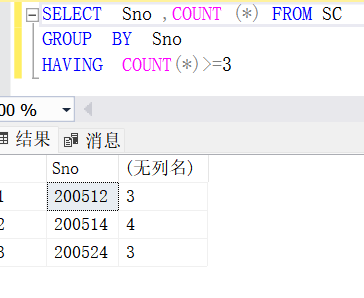 SELECT Sno ,COUNT (*) FROM SC
GROUP BY Sno
HAVING COUNT(*)>=3
00 %
结果 消息
Sno (无列名)
1 200512 3
2 200514 4
3 200524 3